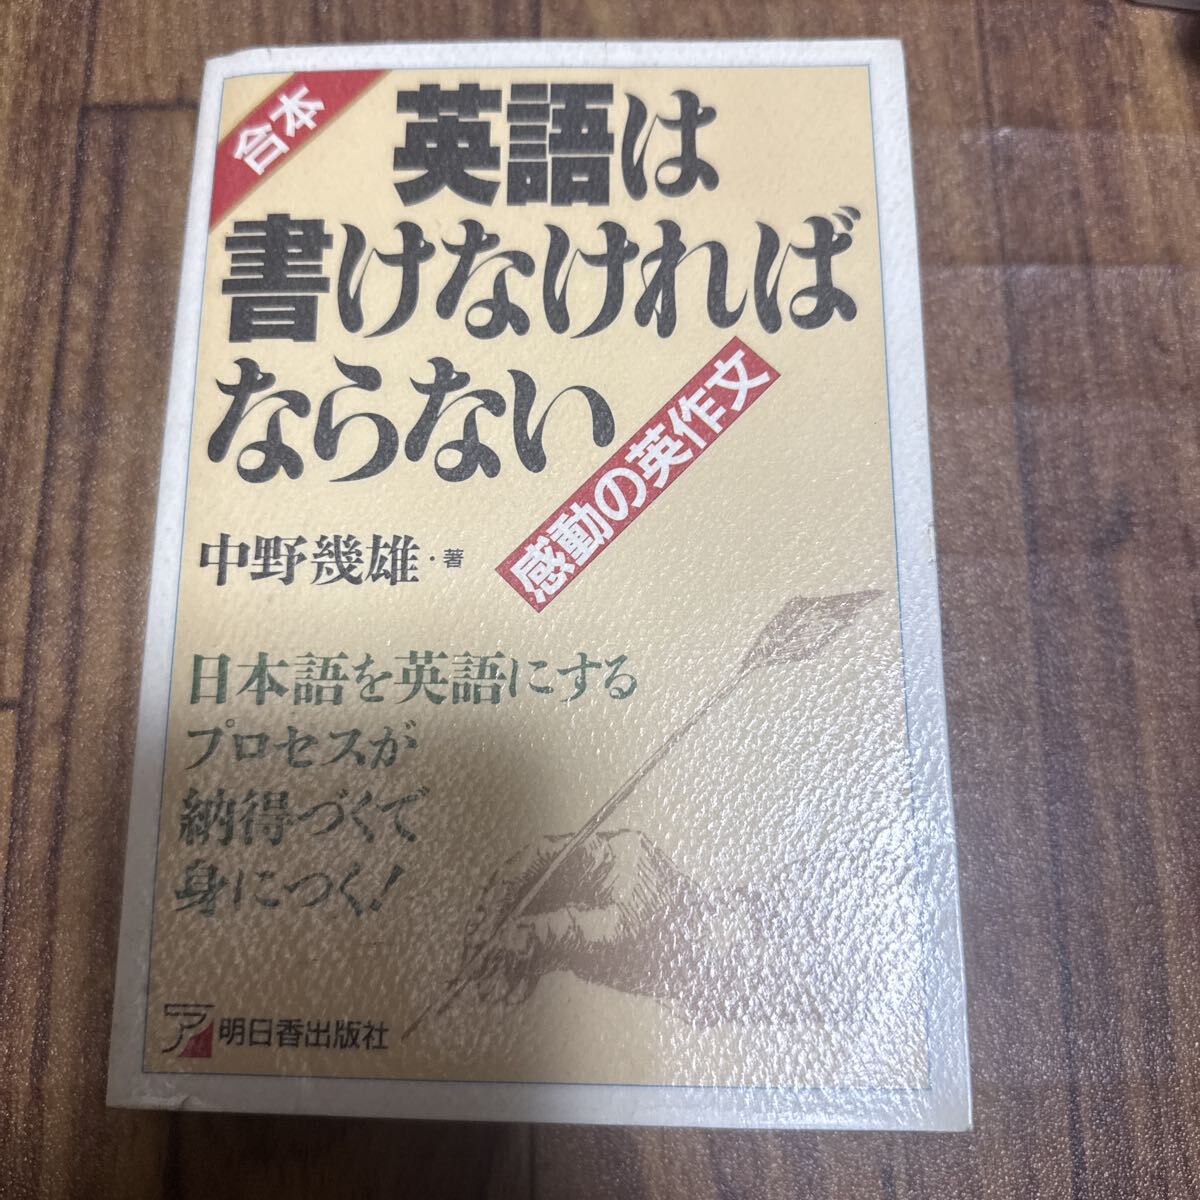 合本
英語は
書けなければ
ならない
感動の英作文
中野幾雄・著
日本語を英語にする
プロセスが
納得づくで
身につく!
ア 明日香出版社